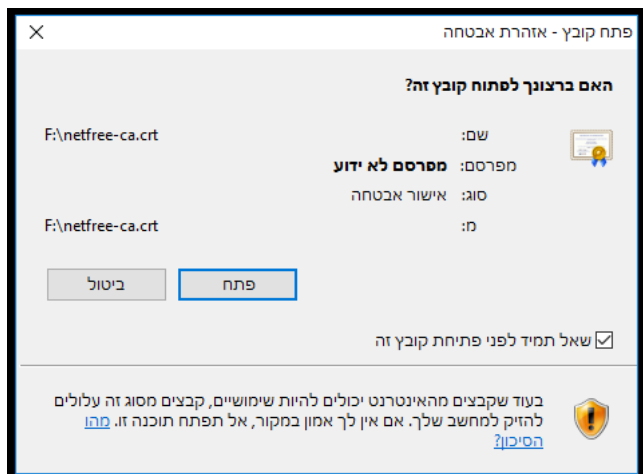 פתח קובץ - אזהרת אבטחה
האם ברצונך לפתוח קובץ זה?
שם: F:\netfree-ca.crt
מפרסם: מפרסם לא ידוע
סוג: אישור אבטחה
מ: F:\netfree-ca.crt
פתח ביטול
שאל תמיד לפני פתיחת קובץ זה
בעוד שקבצים מהאינטרנט יכולים להיות שימושיים, קבצים מסוג זה עלולים
להזיק למחשב שלך. אם אין לך אמון במקור, אל תפתח תוכנה זו. מהו
הסיכון?